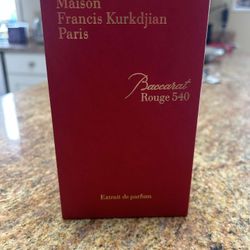 Maison
Francis Kurkdjian
Paris
Baccarat
Rouge 540
Extrait de parfum